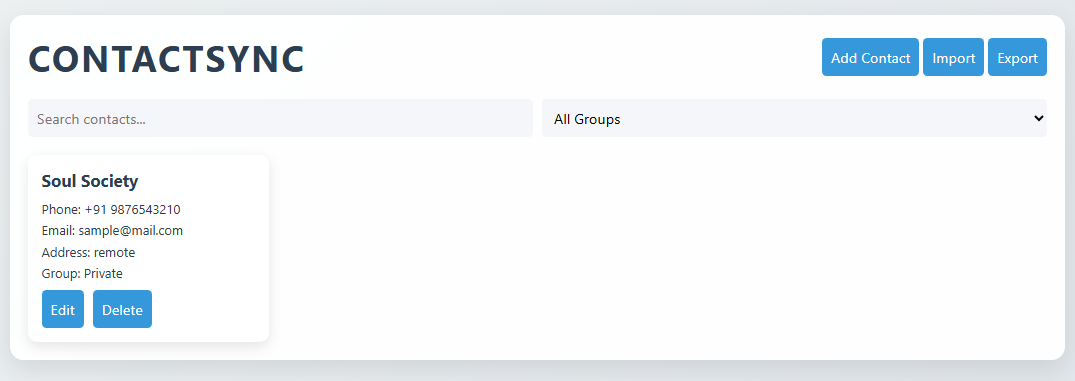 CONTACTSYNC
Add Contact Import Export
Search contacts... All Groups
Soul Society
Phone: +91 9876543210
Email: sample@mail.com
Address: remote
Group: Private
Edit Delete